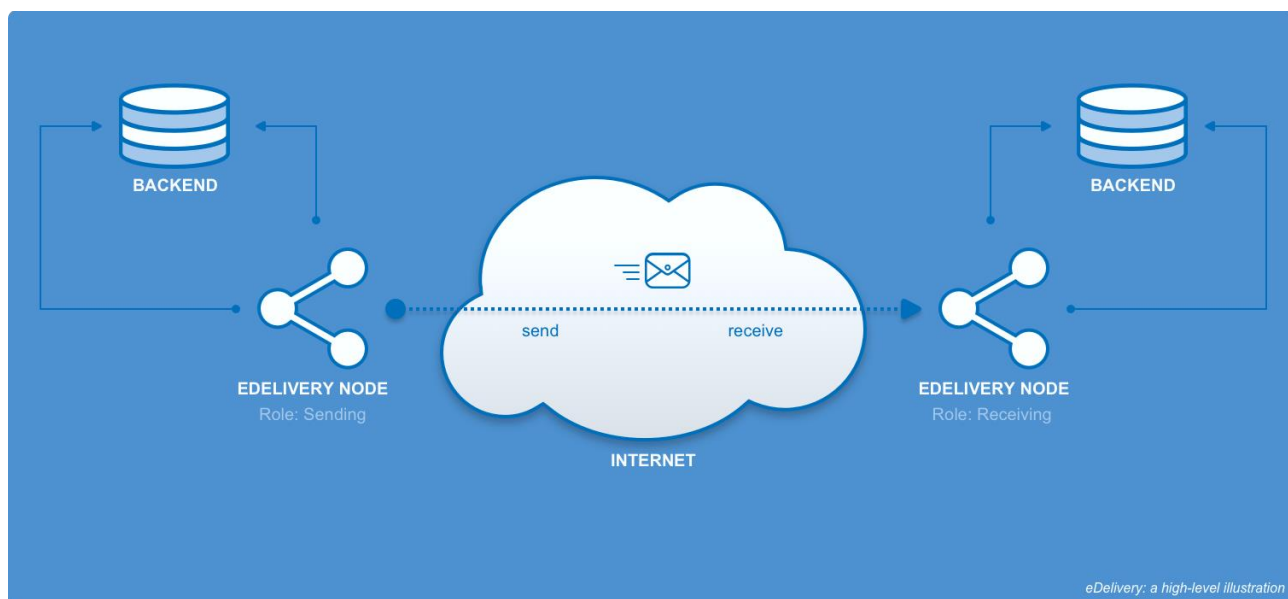 BACKEND
BACKEND
send
receive
EDELIVERY NODE
Role: Sending
EDELIVERY NODE
Role: Receiving
INTERNET
eDelivery: a high-level illustration